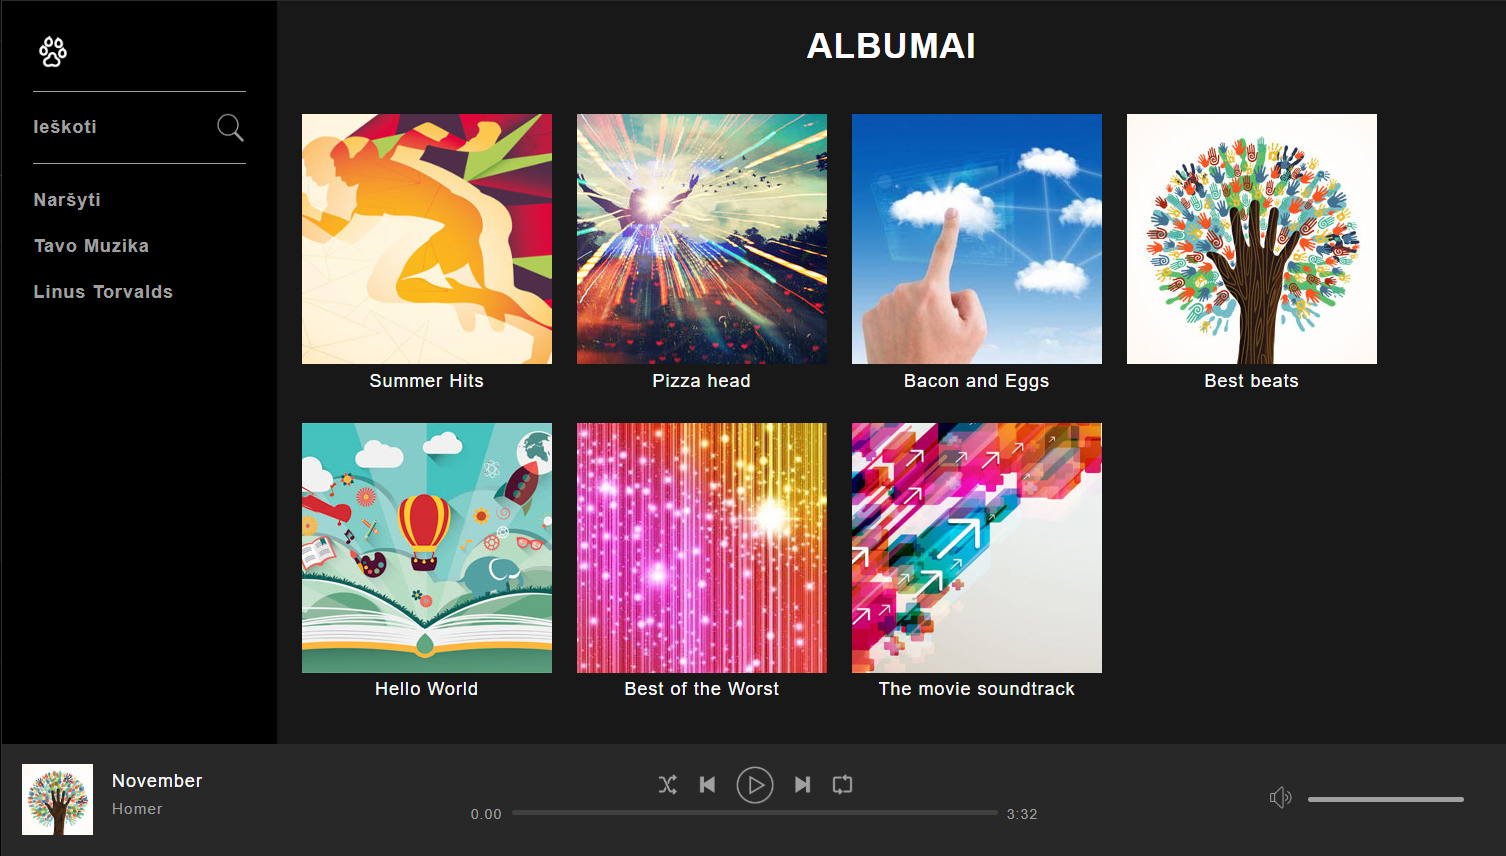 ALBUMAI
Ieškoti
Naršyti
Tavo Muzika
Linus Torvalds
Summer Hits
Pizza head
Bacon and Eggs
Best beats
Hello World
Best of the Worst
The movie soundtrack
November
Homer
0.00
3:32